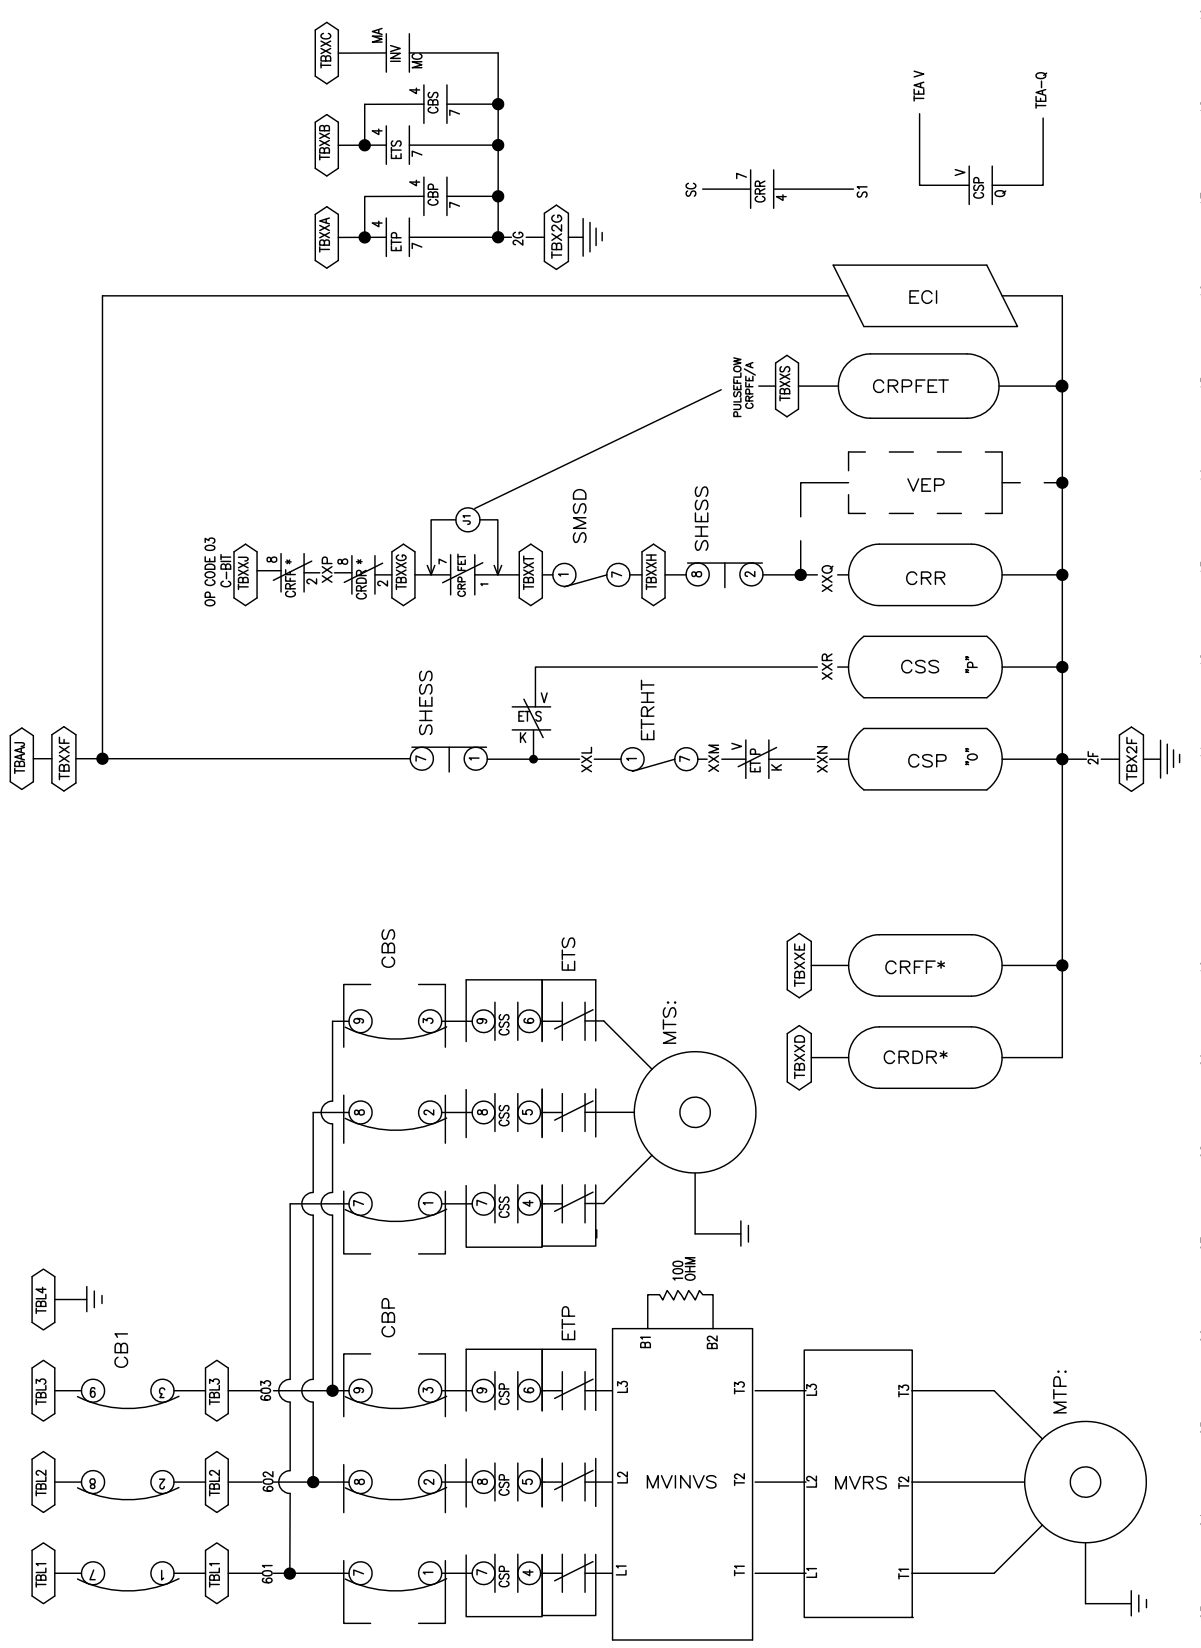 TBL1
7
1
TBL1
601
TBL2
8
2
TBL2
602
TBL3
9
3
TBL3
603
TBL4
CB1
CBP
7
1
8
2
9
3
ETP
7
CSP
4
8
CSP
5
9
CSP
6
L1
L2
L3
MVINVS
B1
B2
100
OHM
T1
T2
T3
L1
L2
L3
MVRS
T1
T2
T3
MTP:
CBS
7
1
8
2
9
3
ETS
7
CSS
4
8
CSS
5
9
CSS
6
MTS:
TBXXD
CRDR*
TBXXE
CRFF*
TBAAJ
TBXXF
SHESS
7
1
XXL
ETRHT
1
7
XXM
V
ETP
K
XXN
CSP
"O"
2F
TBX2F
V
ETS
K
XXR
CSS
"P"
OP CODE 03
C-BIT
TBXXJ
8
CRFF*
2
XXP
8
CRDR*
2
TBXXG
7
CRPFET
1
J1
TBXXT
SMSD
1
7
TBXXH
SHESS
8
2
XXQ
CRR
VEP
PULSEFLOW
CRPFE/A
TBXXS
CRPFET
ECI
TBXXA
4
ETP
7
4
CBP
7
TBXXB
4
ETS
7
4
CBS
7
TBXXC
MA
INV
MC
2G
TBX2G
SC
7
CRR
4
S1
TEA V
V
CSP
Q
TEA-Q